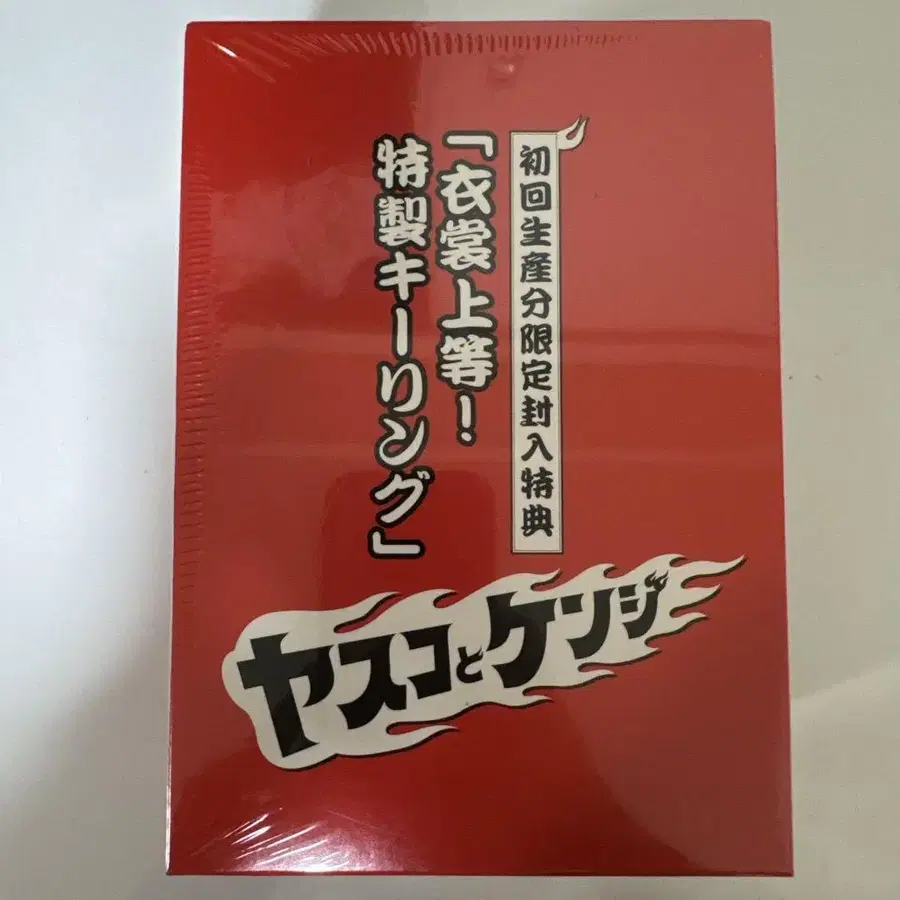 初回生産分限定封入特典
「衣裳上等!
特製キーリング」
ヤスコとケンジ